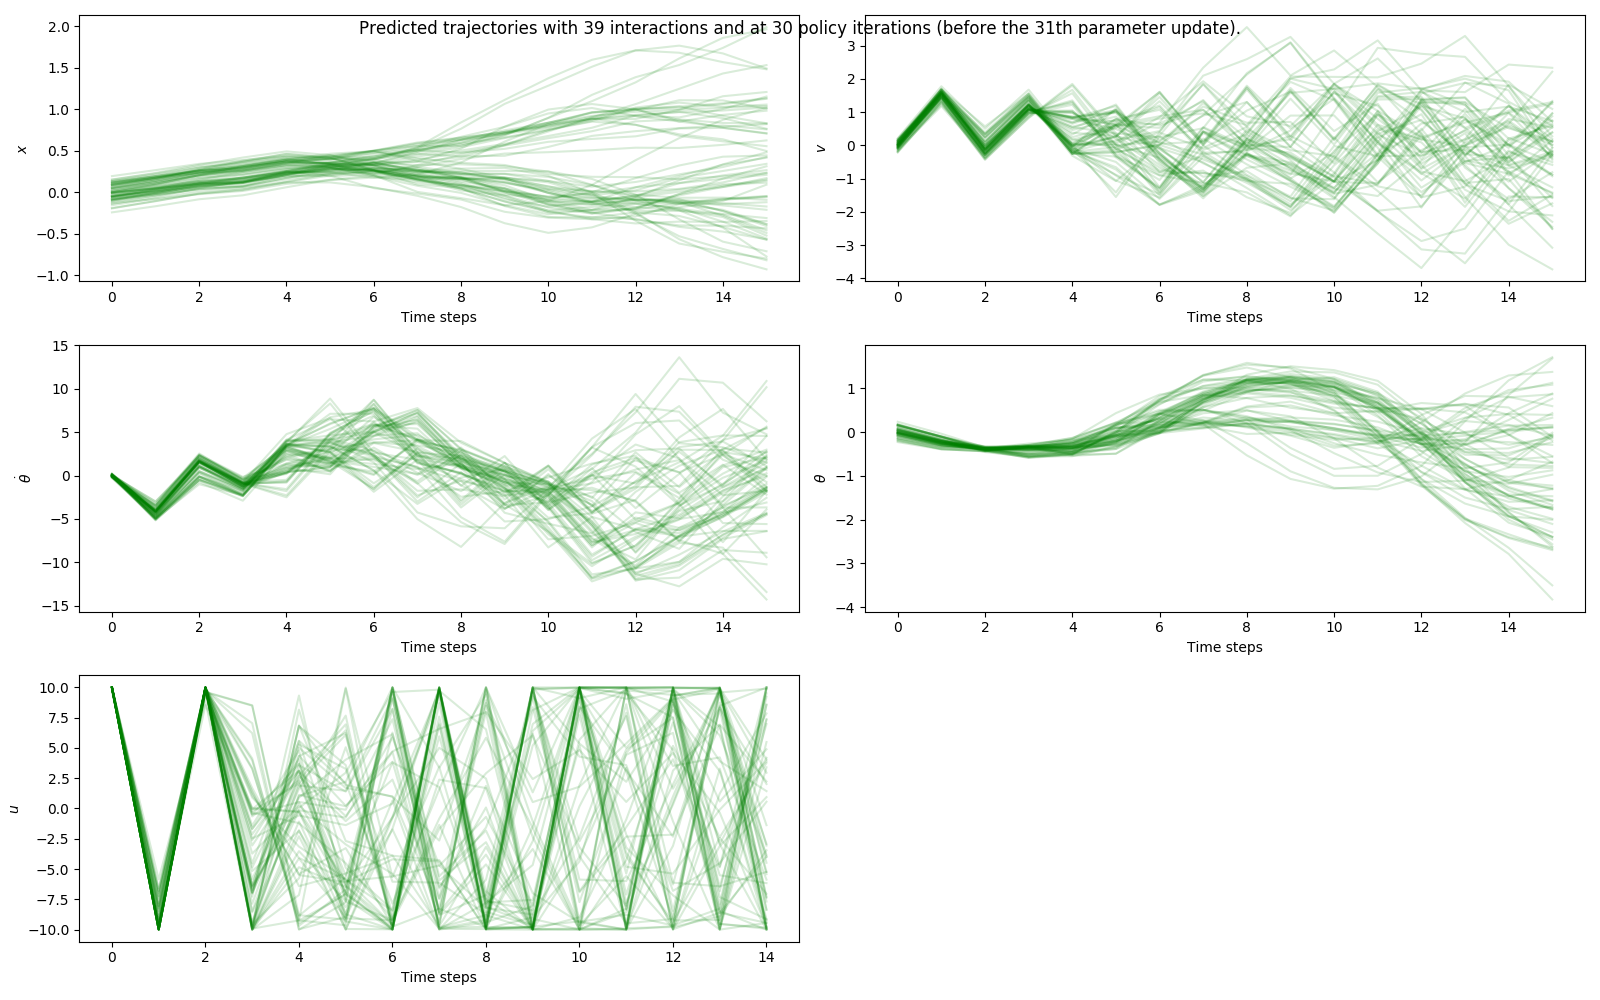 Predicted trajectories with 39 interactions and at 30 policy iterations (before the 31th parameter update).
2.0
1.5
1.0
0.5
0.0
−0.5
−1.0
x
0 2 4 6 8 10 12 14
Time steps
3
2
1
0
−1
−2
−3
−4
v
0 2 4 6 8 10 12 14
Time steps
15
10
5
0
−5
−10
−15
θ̇
0 2 4 6 8 10 12 14
Time steps
1
0
−1
−2
−3
−4
θ
0 2 4 6 8 10 12 14
Time steps
10.0
7.5
5.0
2.5
0.0
−2.5
−5.0
−7.5
−10.0
u
0 2 4 6 8 10 12 14
Time steps